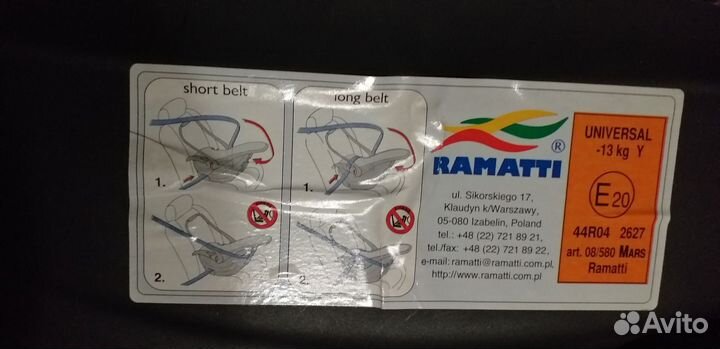 short belt
1.
2.
long belt
1.
2.
RAMATTI ®
ul. Sikorskiego 17,
Klaudyn k/Warszawy,
05-080 Izabelin, Poland
tel.: +48 (22) 721 89 21,
tel./fax: +48 (22) 721 89 22,
e-mail: ramatti@ramatti.com.pl,
http://www.ramatti.com.pl
UNIVERSAL
-13 kg Y
E20
44R04 2627
art. 08/580 MARS
Ramatti
Avito